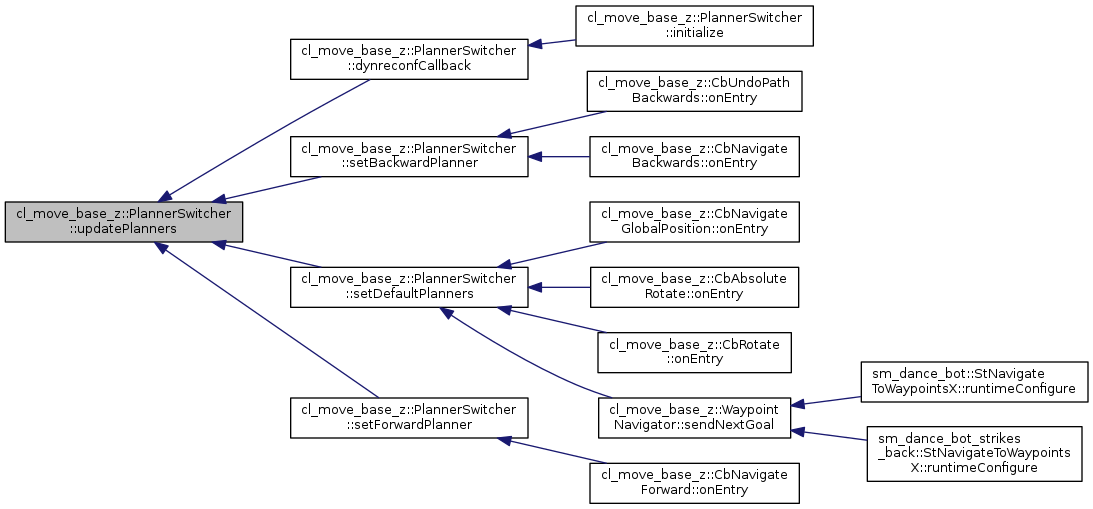 cl_move_base_z::PlannerSwitcher
::initialize
cl_move_base_z::PlannerSwitcher
::dynreconfCallback
cl_move_base_z::CbUndoPath
Backwards::onEntry
cl_move_base_z::PlannerSwitcher
::setBackwardPlanner
cl_move_base_z::CbNavigate
Backwards::onEntry
cl_move_base_z::PlannerSwitcher
::updatePlanners
cl_move_base_z::CbNavigate
GlobalPosition::onEntry
cl_move_base_z::PlannerSwitcher
::setDefaultPlanners
cl_move_base_z::CbAbsolute
Rotate::onEntry
cl_move_base_z::CbRotate
::onEntry
sm_dance_bot::StNavigate
ToWaypointsX::runtimeConfigure
cl_move_base_z::PlannerSwitcher
::setForwardPlanner
cl_move_base_z::Waypoint
Navigator::sendNextGoal
sm_dance_bot_strikes
_back::StNavigateToWaypoints
X::runtimeConfigure
cl_move_base_z::CbNavigate
Forward::onEntry